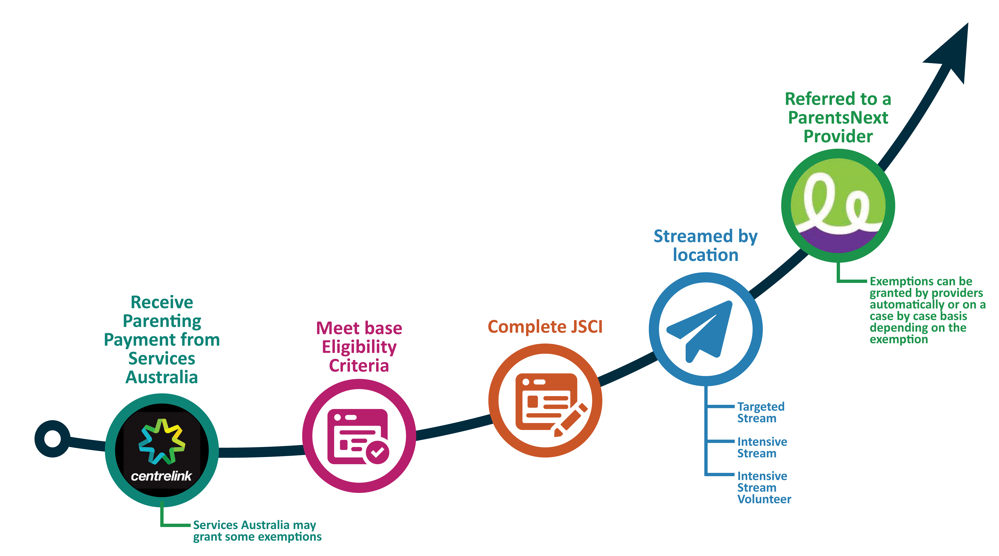 Receive
Parenting
Payment from
Services
Australia
centrelink
Services Australia may
grant some exemptions
Meet base
Eligibility
Criteria
Complete JSCI
Streamed by
location
Targeted
Stream
Intensive
Stream
Intensive
Stream
Volunteer
Referred to a
ParentsNext
Provider
Exemptions can be
granted by providers
automatically or on a
case by case basis
depending on the
exemption